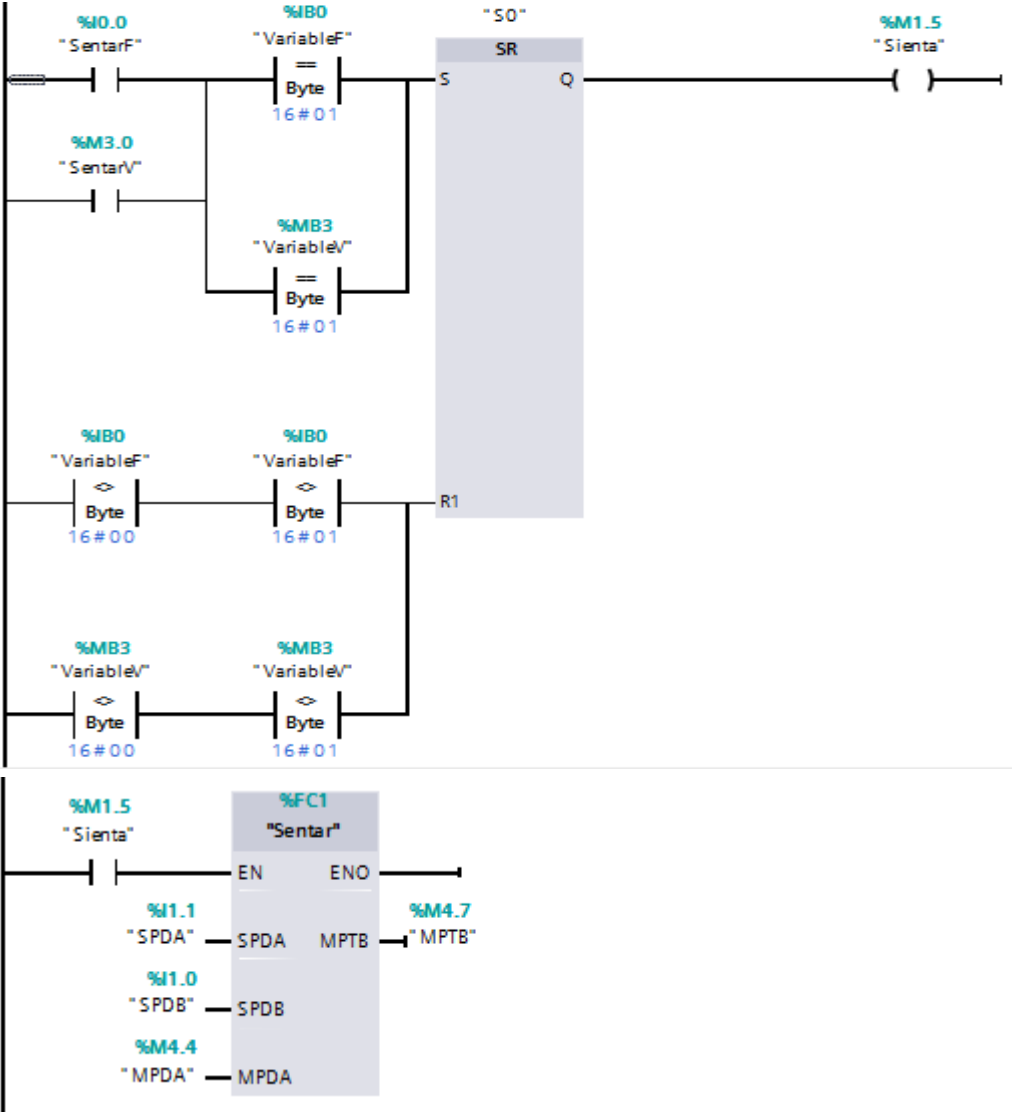 %I0.0
"SentarF"
%IB0
"VariableF"
==
Byte
16#01
"S0"
SR
S
Q
%M1.5
"Sienta"
%M3.0
"SentarV"
%MB3
"VariableV"
==
Byte
16#01
%IB0
"VariableF"
<>
Byte
16#00
%IB0
"VariableF"
<>
Byte
16#01
R1
%MB3
"VariableV"
<>
Byte
16#00
%MB3
"VariableV"
<>
Byte
16#01
%M1.5
"Sienta"
%FC1
"Sentar"
EN
ENO
%I1.1
"SPDA"
SPDA
MPTB
%M4.7
"MPTB"
%I1.0
"SPDB"
SPDB
%M4.4
"MPDA"
MPDA